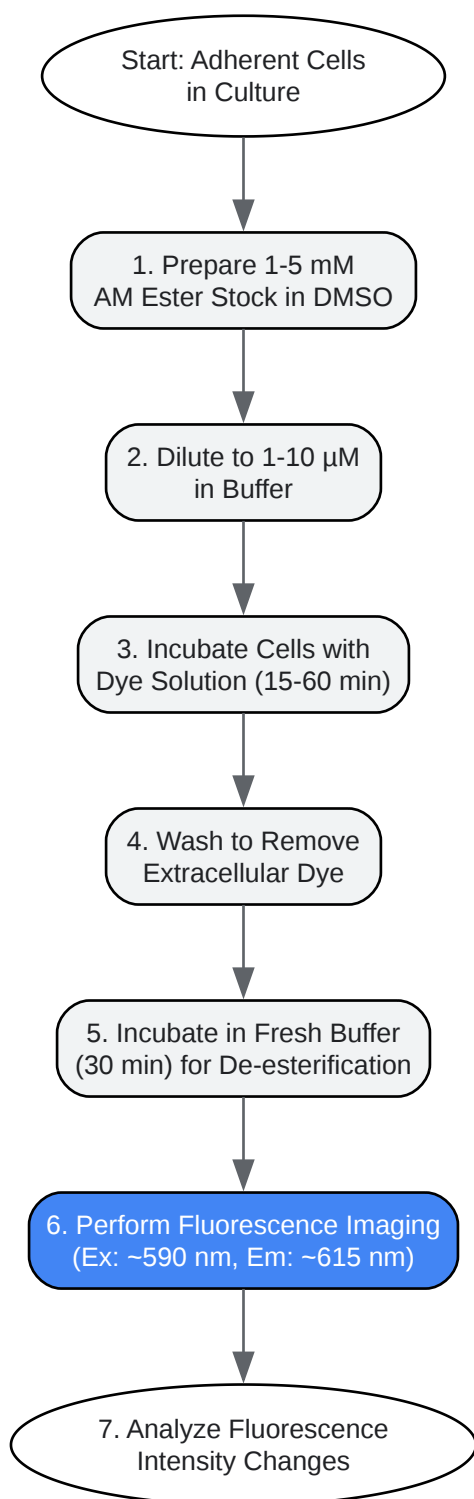 Start: Adherent Cells
in Culture
1. Prepare 1-5 mM
AM Ester Stock in DMSO
2. Dilute to 1-10 µM
in Buffer
3. Incubate Cells with
Dye Solution (15-60 min)
4. Wash to Remove
Extracellular Dye
5. Incubate in Fresh Buffer
(30 min) for De-esterification
6. Perform Fluorescence Imaging
(Ex: ~590 nm, Em: ~615 nm)
7. Analyze Fluorescence
Intensity Changes